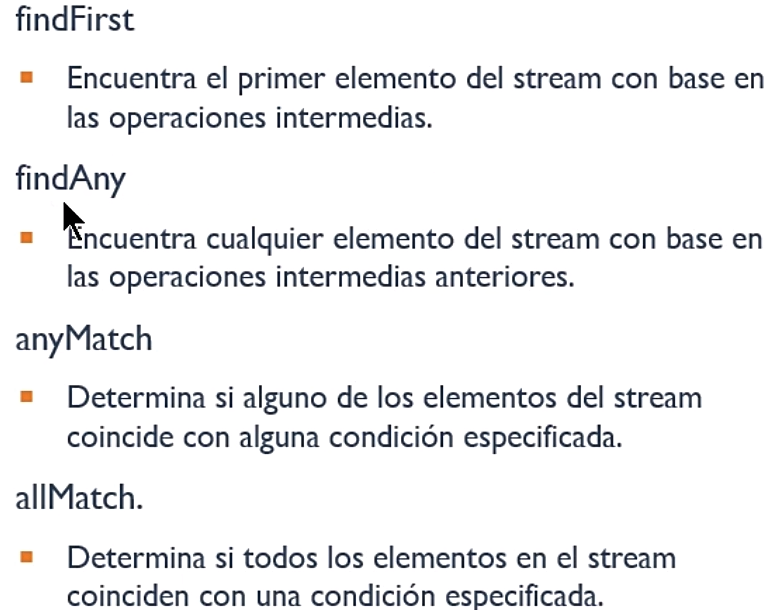 findFirst
Encuentra el primer elemento del stream con base en
las operaciones intermedias.
findAny
Encuentra cualquier elemento del stream con base en
las operaciones intermedias anteriores.
anyMatch
Determina si alguno de los elementos del stream
coincide con alguna condición especificada.
allMatch.
Determina si todos los elementos en el stream
coinciden con una condición especificada.